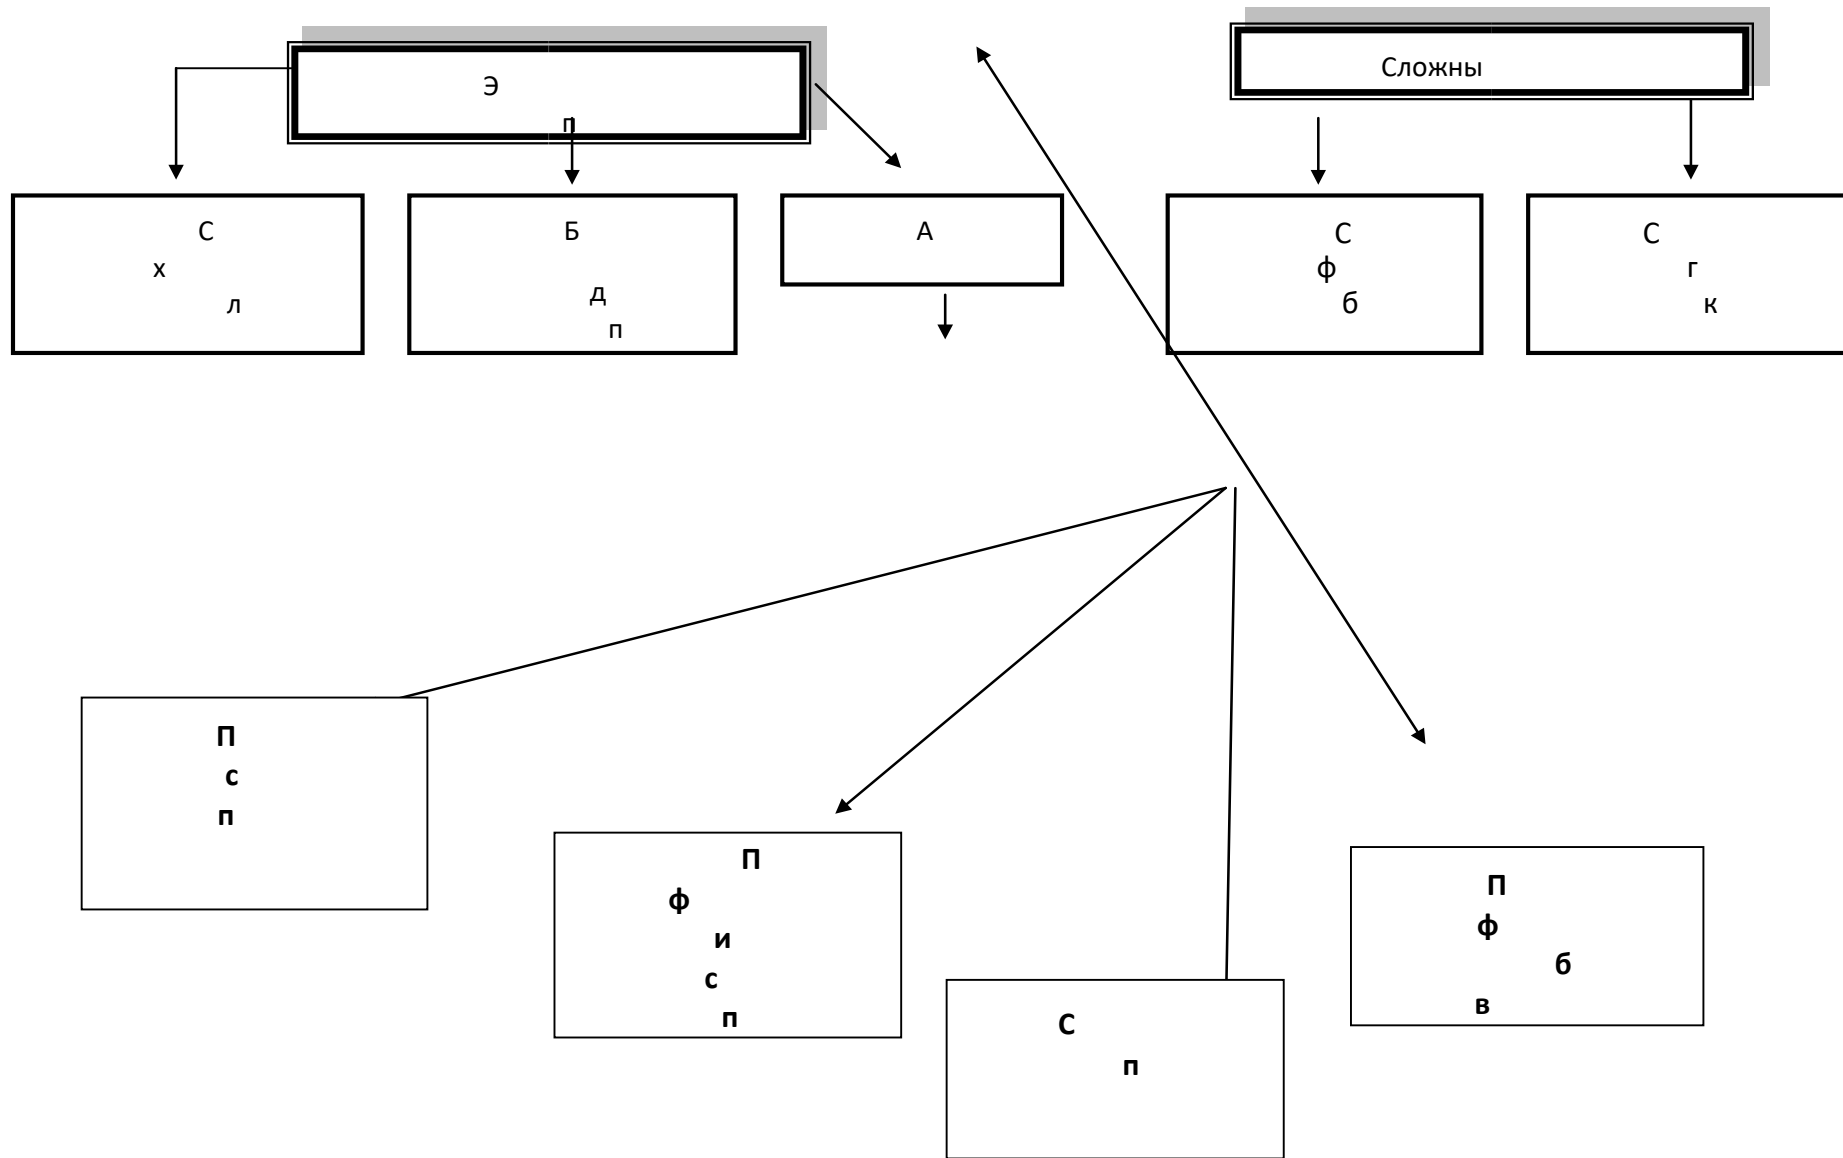 Э
п
Сложны
С
х
л
Б
д
п
А
С
ф
б
С
г
к
П
с
п
П
ф
и
с
п
С
п
П
ф
б
в